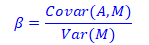 β = Covar(A,M) / Var(M)